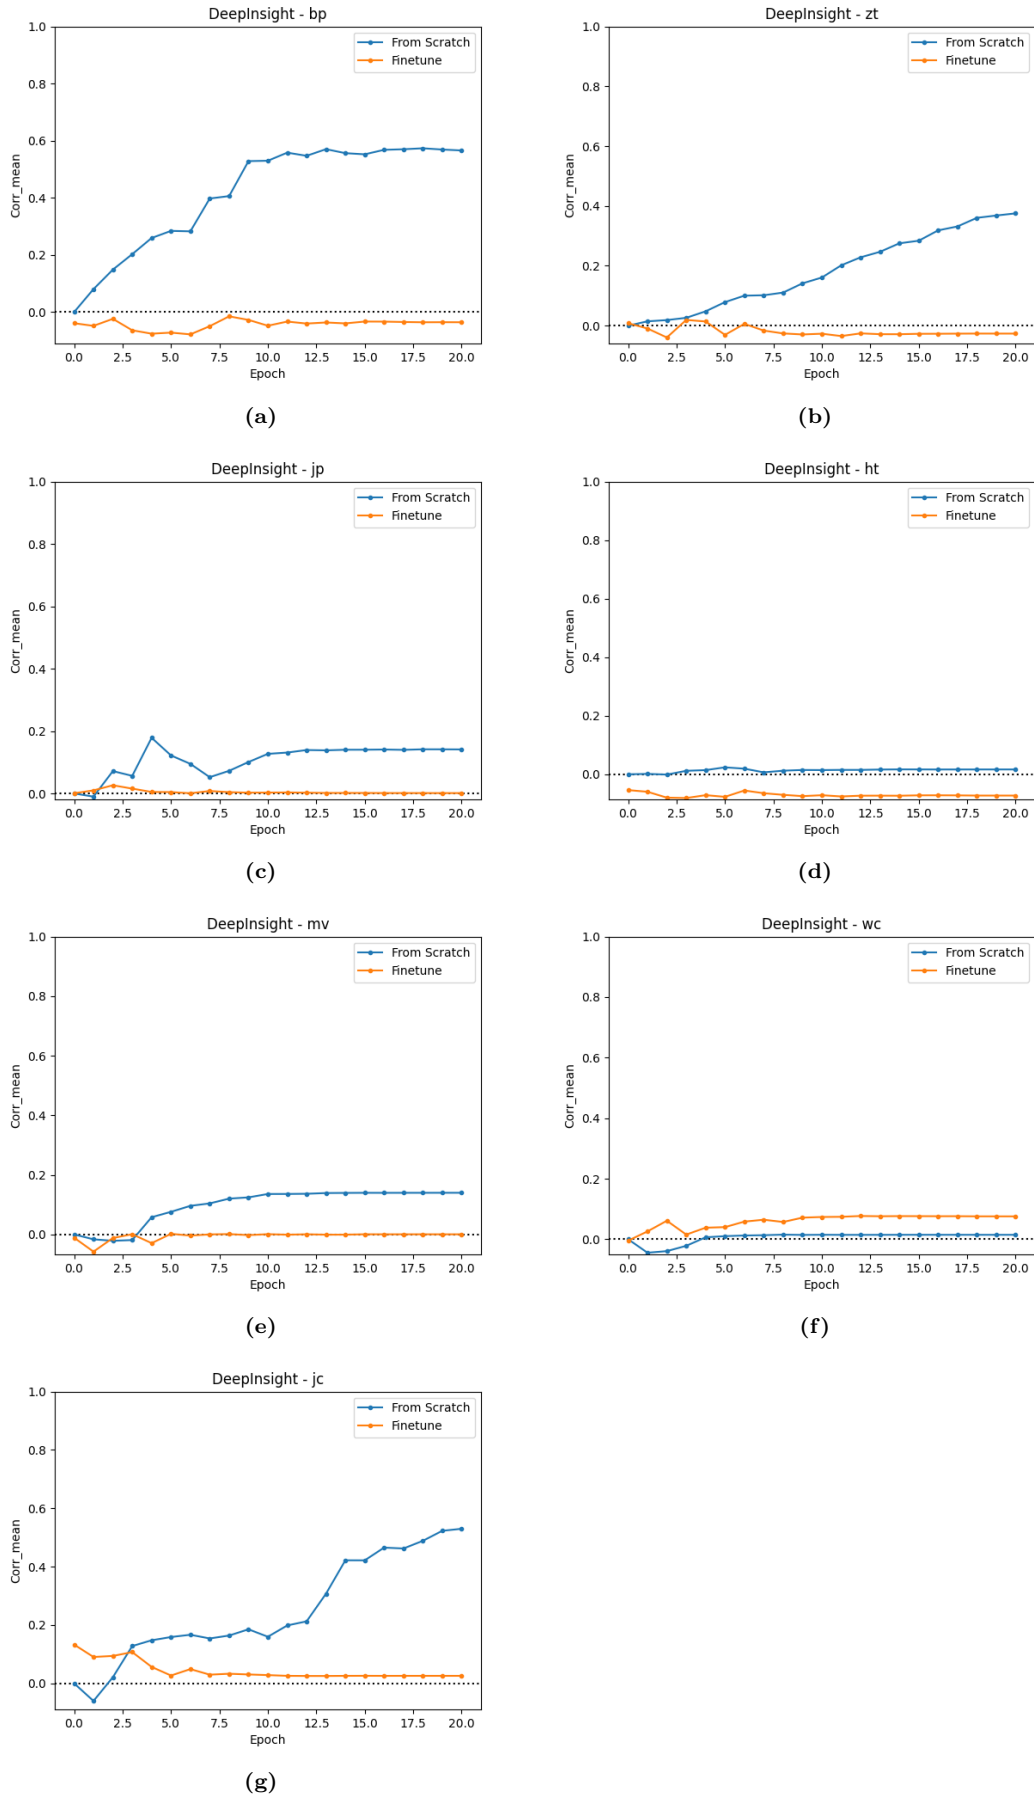 DeepInsight - bp
1.0
0.8
0.6
0.4
0.2
0.0
Corr_mean
From Scratch
Finetune
0.0 2.5 5.0 7.5 10.0 12.5 15.0 17.5 20.0
Epoch
(a)
DeepInsight - zt
1.0
0.8
0.6
0.4
0.2
0.0
Corr_mean
From Scratch
Finetune
0.0 2.5 5.0 7.5 10.0 12.5 15.0 17.5 20.0
Epoch
(b)
DeepInsight - jp
1.0
0.8
0.6
0.4
0.2
0.0
Corr_mean
From Scratch
Finetune
0.0 2.5 5.0 7.5 10.0 12.5 15.0 17.5 20.0
Epoch
(c)
DeepInsight - ht
1.0
0.8
0.6
0.4
0.2
0.0
Corr_mean
From Scratch
Finetune
0.0 2.5 5.0 7.5 10.0 12.5 15.0 17.5 20.0
Epoch
(d)
DeepInsight - mv
1.0
0.8
0.6
0.4
0.2
0.0
Corr_mean
From Scratch
Finetune
0.0 2.5 5.0 7.5 10.0 12.5 15.0 17.5 20.0
Epoch
(e)
DeepInsight - wc
1.0
0.8
0.6
0.4
0.2
0.0
Corr_mean
From Scratch
Finetune
0.0 2.5 5.0 7.5 10.0 12.5 15.0 17.5 20.0
Epoch
(f)
DeepInsight - jc
1.0
0.8
0.6
0.4
0.2
0.0
Corr_mean
From Scratch
Finetune
0.0 2.5 5.0 7.5 10.0 12.5 15.0 17.5 20.0
Epoch
(g)